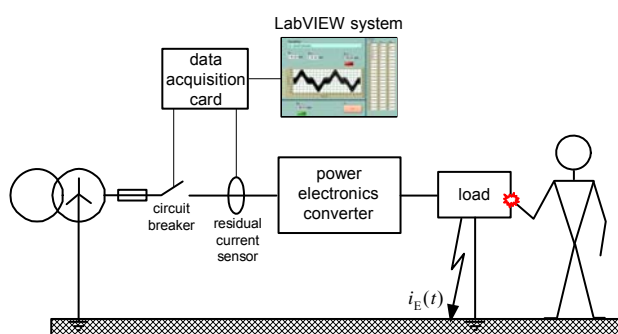 LabVIEW system
data
acquisition
card
power
electronics
converter
load
circuit
breaker
residual
current
sensor
i_E(t)